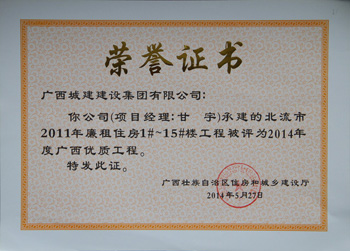 荣誉证书
广西城建建设集团有限公司:
你公司(项目经理:甘 宇)承建的北流市
2011年廉租住房1#~15#楼工程被评为2014年
度广西优质工程。
特发此证。
广西壮族自治区住房和城乡建设厅
2014年5月27日